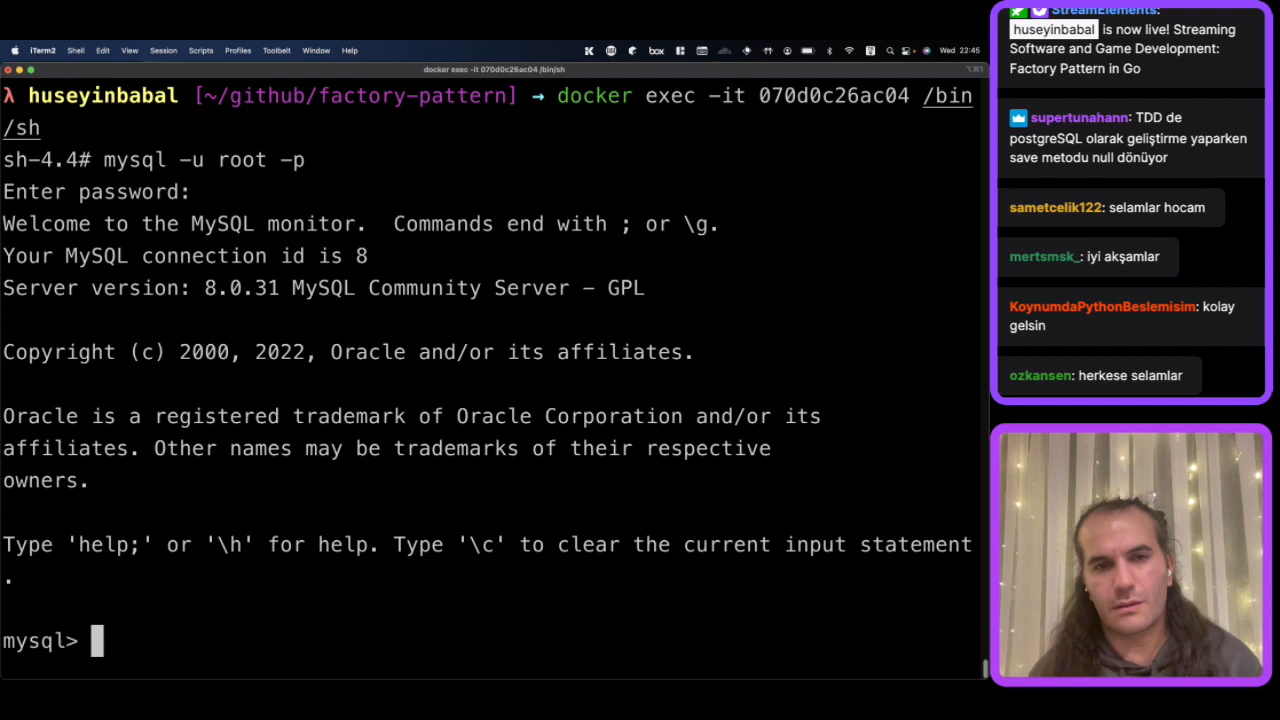 iTerm2 Shell Edit View Session Scripts Profiles Toolbelt Window Help box Wed 22:45
docker exec -it 070d0c26ac04 /bin/sh
λ huseyinbabal [~/github/factory-pattern] → docker exec -it 070d0c26ac04 /bin
/sh
sh-4.4# mysql -u root -p
Enter password:
Welcome to the MySQL monitor.  Commands end with ; or \g.
Your MySQL connection id is 8
Server version: 8.0.31 MySQL Community Server - GPL
Copyright (c) 2000, 2022, Oracle and/or its affiliates.
Oracle is a registered trademark of Oracle Corporation and/or its
affiliates. Other names may be trademarks of their respective
owners.
Type 'help;' or '\h' for help. Type '\c' to clear the current input statement
.
mysql>
StreamElements:
huseyinbabal is now live! Streaming
Software and Game Development:
Factory Pattern in Go
supertunahann: TDD de
postgreSQL olarak geliştirme yaparken
save metodu null dönüyor
sametcelik122: selamlar hocam
mertsmsk_: iyi akşamlar
KoynumdaPythonBeslemisim: kolay
gelsin
ozkansen: herkese selamlar